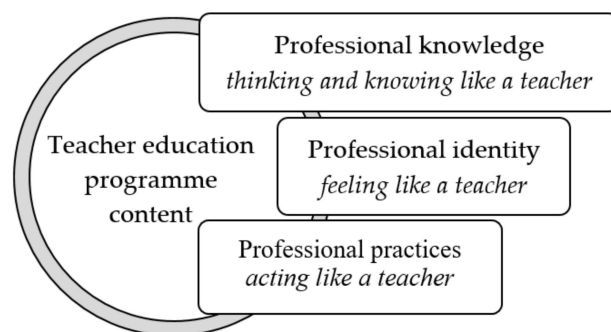 Professional knowledge
thinking and knowing like a teacher
Teacher education
programme
content
Professional identity
feeling like a teacher
Professional practices
acting like a teacher